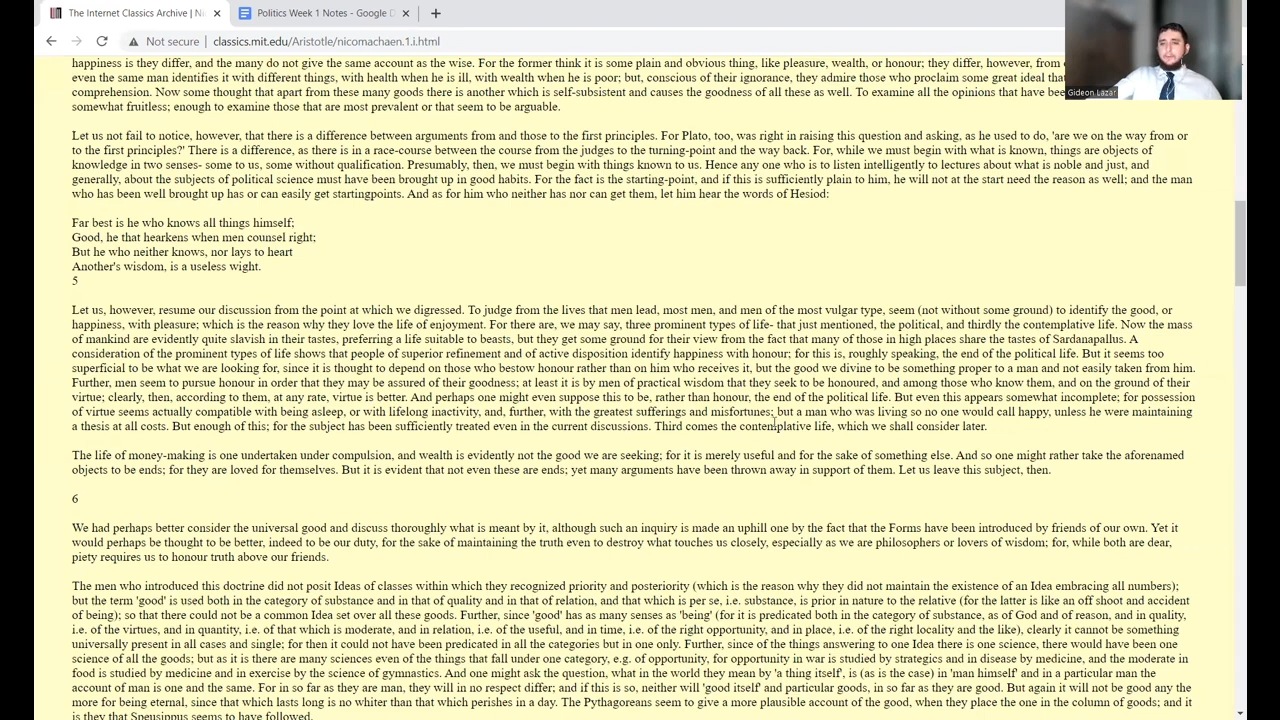 The Internet Classics Archive | Ni
Politics Week 1 Notes - Google D
Not secure | classics.mit.edu/Aristotle/nicomachaen.1.i.html
Gideon Lazar
happiness is they differ, and the many do not give the same account as the wise. For the former think it is some plain and obvious thing, like pleasure, wealth, or honour; they differ, however, from
even the same man identifies it with different things, with health when he is ill, with wealth when he is poor; but, conscious of their ignorance, they admire those who proclaim some great ideal that
comprehension. Now some thought that apart from these many goods there is another which is self-subsistent and causes the goodness of all these as well. To examine all the opinions that have been
somewhat fruitless; enough to examine those that are most prevalent or that seem to be arguable.
Let us not fail to notice, however, that there is a difference between arguments from and those to the first principles. For Plato, too, was right in raising this question and asking, as he used to do, 'are we on the way from or
to the first principles?' There is a difference, as there is in a race-course between the course from the judges to the turning-point and the way back. For, while we must begin with what is known, things are objects of
knowledge in two senses- some to us, some without qualification. Presumably, then, we must begin with things known to us. Hence any one who is to listen intelligently to lectures about what is noble and just, and
generally, about the subjects of political science must have been brought up in good habits. For the fact is the starting-point, and if this is sufficiently plain to him, he will not at the start need the reason as well; and the man
who has been well brought up has or can easily get startingpoints. And as for him who neither has nor can get them, let him hear the words of Hesiod:
Far best is he who knows all things himself;
Good, he that hearkens when men counsel right;
But he who neither knows, nor lays to heart
Another's wisdom, is a useless wight.
5
Let us, however, resume our discussion from the point at which we digressed. To judge from the lives that men lead, most men, and men of the most vulgar type, seem (not without some ground) to identify the good, or
happiness, with pleasure; which is the reason why they love the life of enjoyment. For there are, we may say, three prominent types of life- that just mentioned, the political, and thirdly the contemplative life. Now the mass
of mankind are evidently quite slavish in their tastes, preferring a life suitable to beasts, but they get some ground for their view from the fact that many of those in high places share the tastes of Sardanapallus. A
consideration of the prominent types of life shows that people of superior refinement and of active disposition identify happiness with honour; for this is, roughly speaking, the end of the political life. But it seems too
superficial to be what we are looking for, since it is thought to depend on those who bestow honour rather than on him who receives it, but the good we divine to be something proper to a man and not easily taken from him.
Further, men seem to pursue honour in order that they may be assured of their goodness; at least it is by men of practical wisdom that they seek to be honoured, and among those who know them, and on the ground of their
virtue; clearly, then, according to them, at any rate, virtue is better. And perhaps one might even suppose this to be, rather than honour, the end of the political life. But even this appears somewhat incomplete; for possession
of virtue seems actually compatible with being asleep, or with lifelong inactivity, and, further, with the greatest sufferings and misfortunes; but a man who was living so no one would call happy, unless he were maintaining
a thesis at all costs. But enough of this; for the subject has been sufficiently treated even in the current discussions. Third comes the contemplative life, which we shall consider later.
The life of money-making is one undertaken under compulsion, and wealth is evidently not the good we are seeking; for it is merely useful and for the sake of something else. And so one might rather take the aforenamed
objects to be ends; for they are loved for themselves. But it is evident that not even these are ends; yet many arguments have been thrown away in support of them. Let us leave this subject, then.
6
We had perhaps better consider the universal good and discuss thoroughly what is meant by it, although such an inquiry is made an uphill one by the fact that the Forms have been introduced by friends of our own. Yet it
would perhaps be thought to be better, indeed to be our duty, for the sake of maintaining the truth even to destroy what touches us closely, especially as we are philosophers or lovers of wisdom; for, while both are dear,
piety requires us to honour truth above our friends.
The men who introduced this doctrine did not posit Ideas of classes within which they recognized priority and posteriority (which is the reason why they did not maintain the existence of an Idea embracing all numbers);
but the term 'good' is used both in the category of substance and in that of quality and in that of relation, and that which is per se, i.e. substance, is prior in nature to the relative (for the latter is like an off shoot and accident
of being); so that there could not be a common Idea set over all these goods. Further, since 'good' has as many senses as 'being' (for it is predicated both in the category of substance, as of God and of reason, and in quality,
i.e. of the virtues, and in quantity, i.e. of that which is moderate, and in relation, i.e. of the useful, and in time, i.e. of the right opportunity, and in place, i.e. of the right locality and the like), clearly it cannot be something
universally present in all cases and single; for then it could not have been predicated in all the categories but in one only. Further, since of the things answering to one Idea there is one science, there would have been one
science of all the goods; but as it is there are many sciences even of the things that fall under one category, e.g. of opportunity, for opportunity in war is studied by strategics and in disease by medicine, and the moderate in
food is studied by medicine and in exercise by the science of gymnastics. And one might ask the question, what in the world they mean by 'a thing itself', is (as is the case) in 'man himself' and in a particular man the
account of man is one and the same. For in so far as they are man, they will in no respect differ; and if this is so, neither will 'good itself' and particular goods, in so far as they are good. But again it will not be good any the
more for being eternal, since that which lasts long is no whiter than that which perishes in a day. The Pythagoreans seem to give a more plausible account of the good, when they place the one in the column of goods; and it
is they that Speusippus seems to have followed.